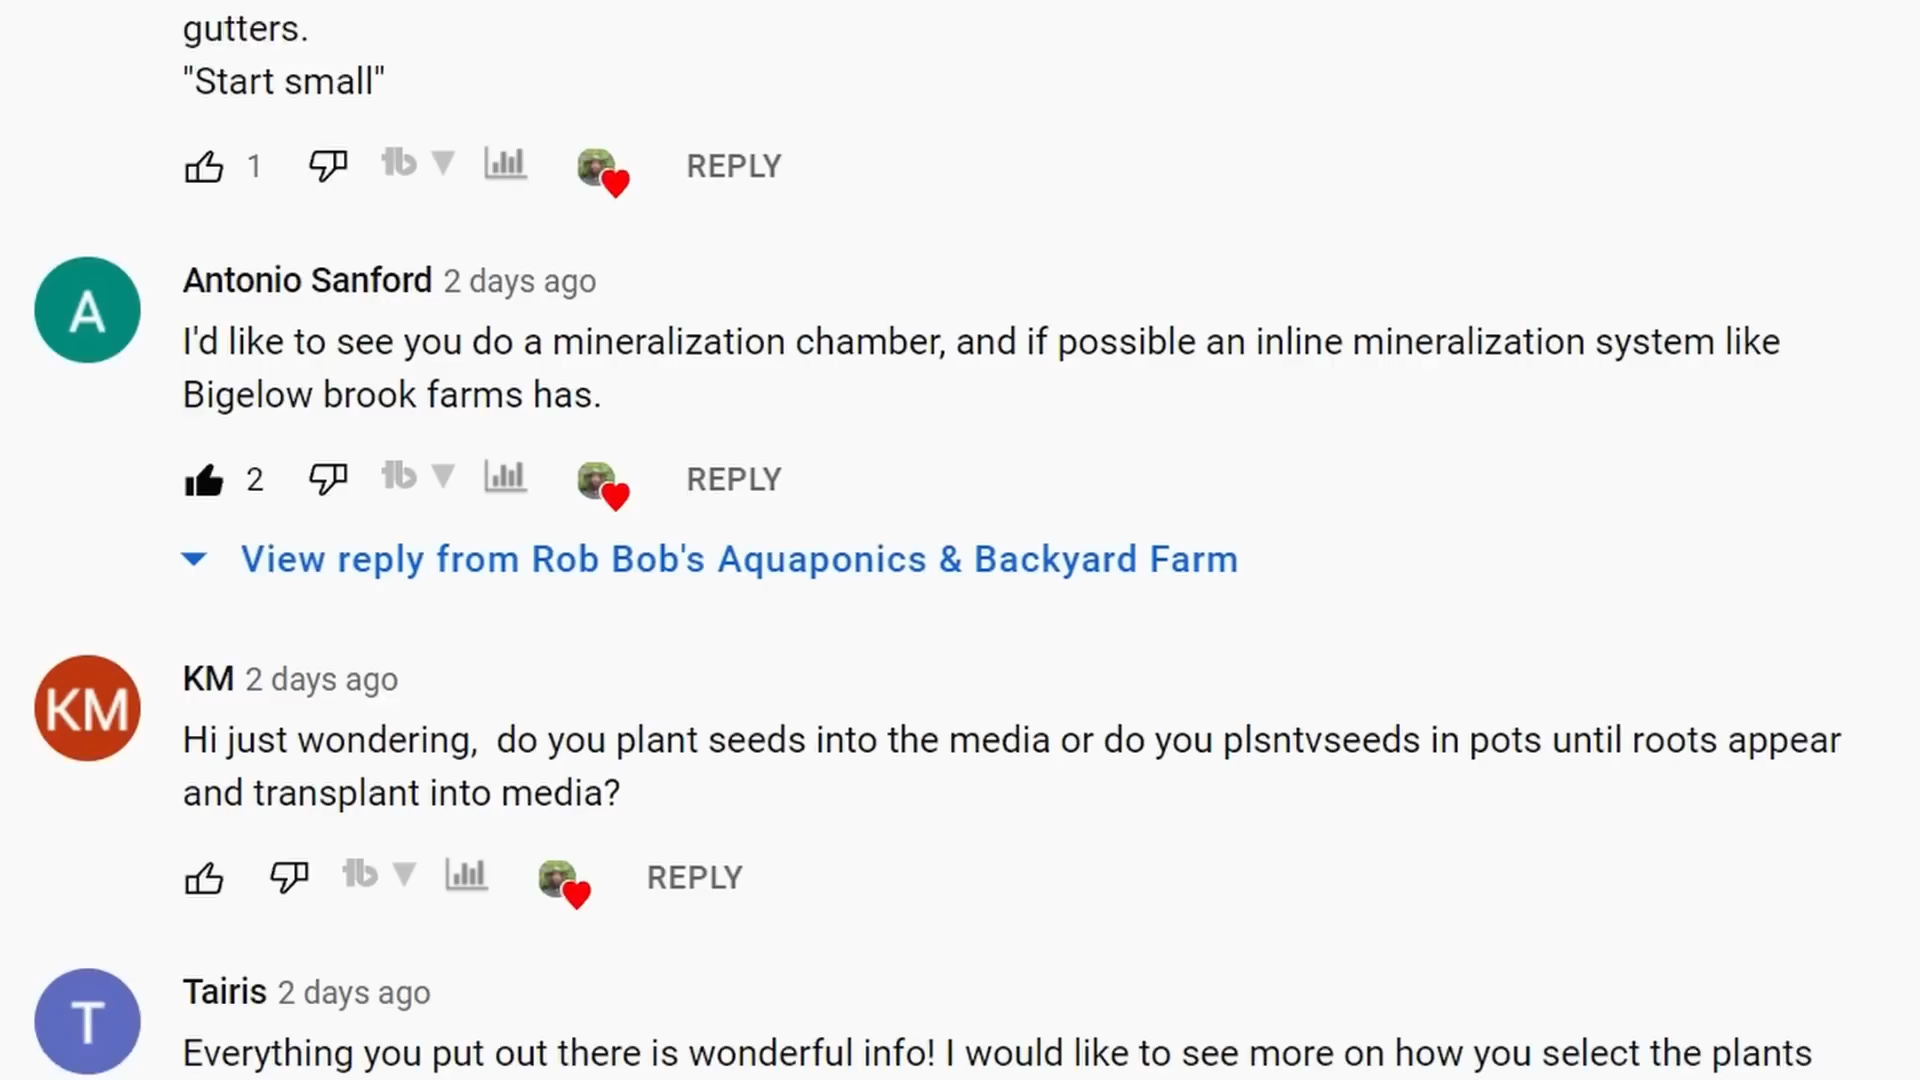 gutters.
"Start small"
1
REPLY
A
Antonio Sanford 2 days ago
I'd like to see you do a mineralization chamber, and if possible an inline mineralization system like
Bigelow brook farms has.
2
REPLY
View reply from Rob Bob's Aquaponics & Backyard Farm
KM
KM 2 days ago
Hi just wondering,  do you plant seeds into the media or do you plsntvseeds in pots until roots appear
and transplant into media?
REPLY
T
Tairis 2 days ago
Everything you put out there is wonderful info! I would like to see more on how you select the plants